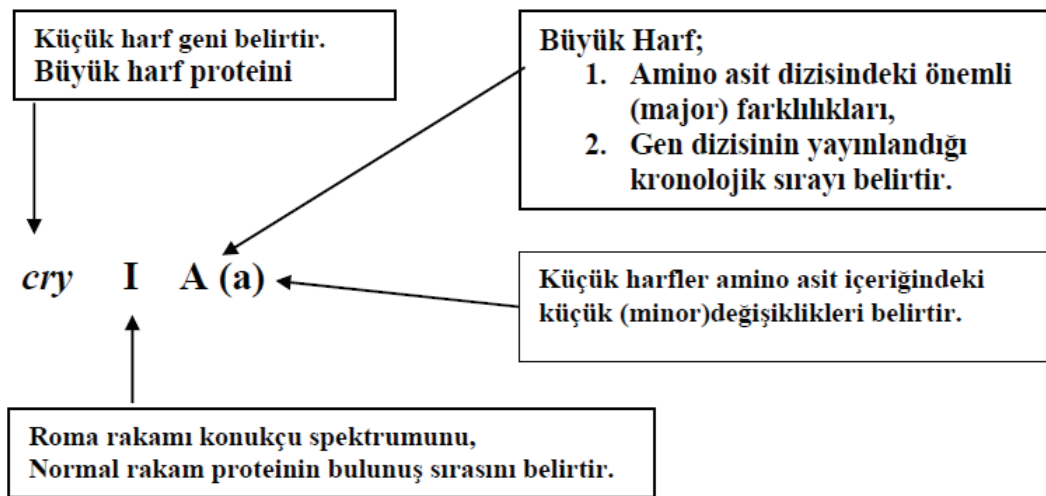 Küçük harf geni belirtir.
Büyük harf proteini
Büyük Harf;
1. Amino asit dizisindeki önemli
(major) farklılıkları,
2. Gen dizisinin yayınlandığı
kronolojik sırayı belirtir.
cry I A (a)
Küçük harfler amino asit içeriğindeki
küçük (minor)değişiklikleri belirtir.
Roma rakamı konukçu spektrumunu,
Normal rakam proteinin bulunuş sırasını belirtir.